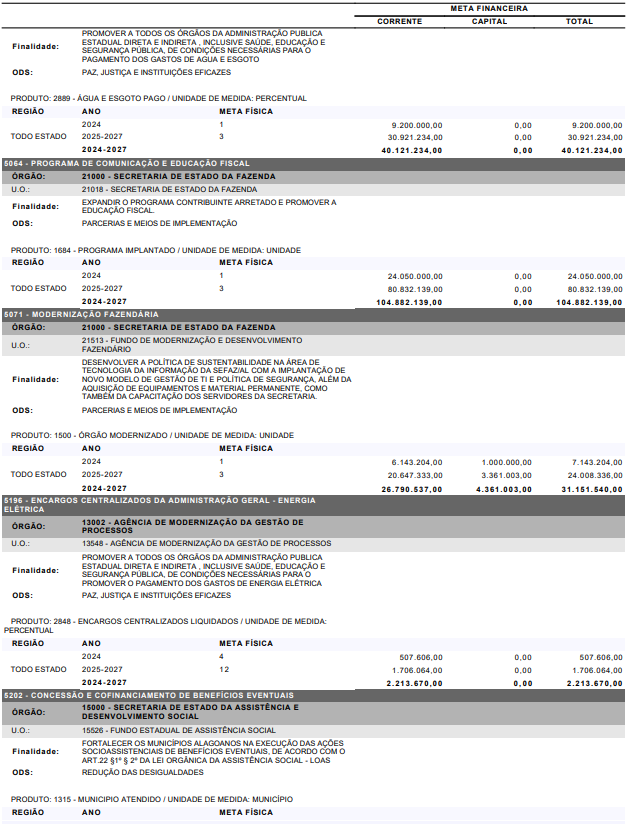 META FINANCEIRA
CORRENTE CAPITAL TOTAL
Finalidade: PROMOVER A TODOS OS ÓRGÃOS DA ADMINISTRAÇÃO PUBLICA
ESTADUAL DIRETA E INDIRETA , INCLUSIVE SAÚDE, EDUCAÇÃO E
SEGURANÇA PÚBLICA, DE CONDIÇÕES NECESSÁRIAS PARA O
PAGAMENTO DOS GASTOS DE AGUA E ESGOTO
ODS: PAZ, JUSTIÇA E INSTITUIÇÕES EFICAZES
PRODUTO: 2889 - ÁGUA E ESGOTO PAGO / UNIDADE DE MEDIDA: PERCENTUAL
REGIÃO ANO META FÍSICA
2024 1 9.200.000,00 0,00 9.200.000,00
TODO ESTADO 2025-2027 3 30.921.234,00 0,00 30.921.234,00
2024-2027 40.121.234,00 0,00 40.121.234,00
5064 - PROGRAMA DE COMUNICAÇÃO E EDUCAÇÃO FISCAL
ÓRGÃO: 21000 - SECRETARIA DE ESTADO DA FAZENDA
U.O.: 21018 - SECRETARIA DE ESTADO DA FAZENDA
Finalidade: EXPANDIR O PROGRAMA CONTRIBUINTE ARRETADO E PROMOVER A
EDUCAÇÃO FISCAL.
ODS: PARCERIAS E MEIOS DE IMPLEMENTAÇÃO
PRODUTO: 1684 - PROGRAMA IMPLANTADO / UNIDADE DE MEDIDA: UNIDADE
REGIÃO ANO META FÍSICA
2024 1 24.050.000,00 0,00 24.050.000,00
TODO ESTADO 2025-2027 3 80.832.139,00 0,00 80.832.139,00
2024-2027 104.882.139,00 0,00 104.882.139,00
5071 - MODERNIZAÇÃO FAZENDÁRIA
ÓRGÃO: 21000 - SECRETARIA DE ESTADO DA FAZENDA
U.O.: 21513 - FUNDO DE MODERNIZAÇÃO E DESENVOLVIMENTO
FAZENDÁRIO
Finalidade: DESENVOLVER A POLÍTICA DE SUSTENTABILIDADE NA ÁREA DE
TECNOLOGIA DA INFORMAÇÃO DA SEFAZ/AL COM A IMPLANTAÇÃO DE
NOVO MODELO DE GESTÃO DE TI E POLÍTICA DE SEGURANÇA, ALÉM DA
AQUISIÇÃO DE EQUIPAMENTOS E MATERIAL PERMANENTE, COMO
TAMBÉM DA CAPACITAÇÃO DOS SERVIDORES DA SECRETARIA.
ODS: PARCERIAS E MEIOS DE IMPLEMENTAÇÃO
PRODUTO: 1500 - ÓRGÃO MODERNIZADO / UNIDADE DE MEDIDA: UNIDADE
REGIÃO ANO META FÍSICA
2024 1 6.143.204,00 1.000.000,00 7.143.204,00
TODO ESTADO 2025-2027 3 20.647.333,00 3.361.003,00 24.008.336,00
2024-2027 26.790.537,00 4.361.003,00 31.151.540,00
5196 - ENCARGOS CENTRALIZADOS DA ADMINISTRAÇÃO GERAL - ENERGIA
ELÉTRICA
ÓRGÃO: 13002 - AGÊNCIA DE MODERNIZAÇÃO DA GESTÃO DE
PROCESSOS
U.O.: 13548 - AGÊNCIA DE MODERNIZAÇÃO DA GESTÃO DE PROCESSOS
Finalidade: PROMOVER A TODOS OS ÓRGÃOS DA ADMINISTRAÇÃO PUBLICA
ESTADUAL DIRETA E INDIRETA , INCLUSIVE SAÚDE, EDUCAÇÃO E
SEGURANÇA PÚBLICA, DE CONDIÇÕES NECESSÁRIAS PARA O
PROMOVER O PAGAMENTO DOS GASTOS DE ENERGIA ELÉTRICA
ODS: PAZ, JUSTIÇA E INSTITUIÇÕES EFICAZES
PRODUTO: 2848 - ENCARGOS CENTRALIZADOS LIQUIDADOS / UNIDADE DE MEDIDA:
PERCENTUAL
REGIÃO ANO META FÍSICA
2024 4 507.606,00 0,00 507.606,00
TODO ESTADO 2025-2027 12 1.706.064,00 0,00 1.706.064,00
2024-2027 2.213.670,00 0,00 2.213.670,00
5202 - CONCESSÃO E COFINANCIAMENTO DE BENEFÍCIOS EVENTUAIS
ÓRGÃO: 15000 - SECRETARIA DE ESTADO DA ASSISTÊNCIA E
DESENVOLVIMENTO SOCIAL
U.O.: 15526 - FUNDO ESTADUAL DE ASSISTÊNCIA SOCIAL
Finalidade: FORTALECER OS MUNICÍPIOS ALAGOANOS NA EXECUÇÃO DAS AÇÕES
SOCIOASSISTENCIAIS DE BENEFÍCIOS EVENTUAIS, DE ACORDO COM O
ART.22 §1º § 2º DA LEI ORGÂNICA DA ASSISTÊNCIA SOCIAL - LOAS
ODS: REDUÇÃO DAS DESIGUALDADES
PRODUTO: 1315 - MUNICIPIO ATENDIDO / UNIDADE DE MEDIDA: MUNICÍPIO
REGIÃO ANO META FÍSICA